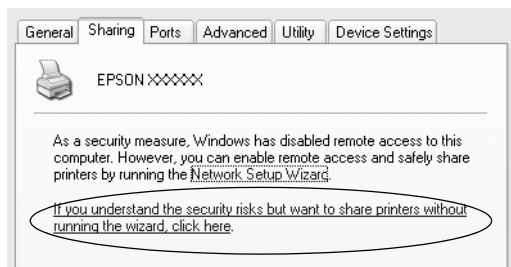 General Sharing Ports Advanced Utility Device Settings
EPSON XXXXXX
As a security measure, Windows has disabled remote access to this
computer. However, you can enable remote access and safely share
printers by running the Network Setup Wizard.
If you understand the security risks but want to share printers without
running the wizard, click here.